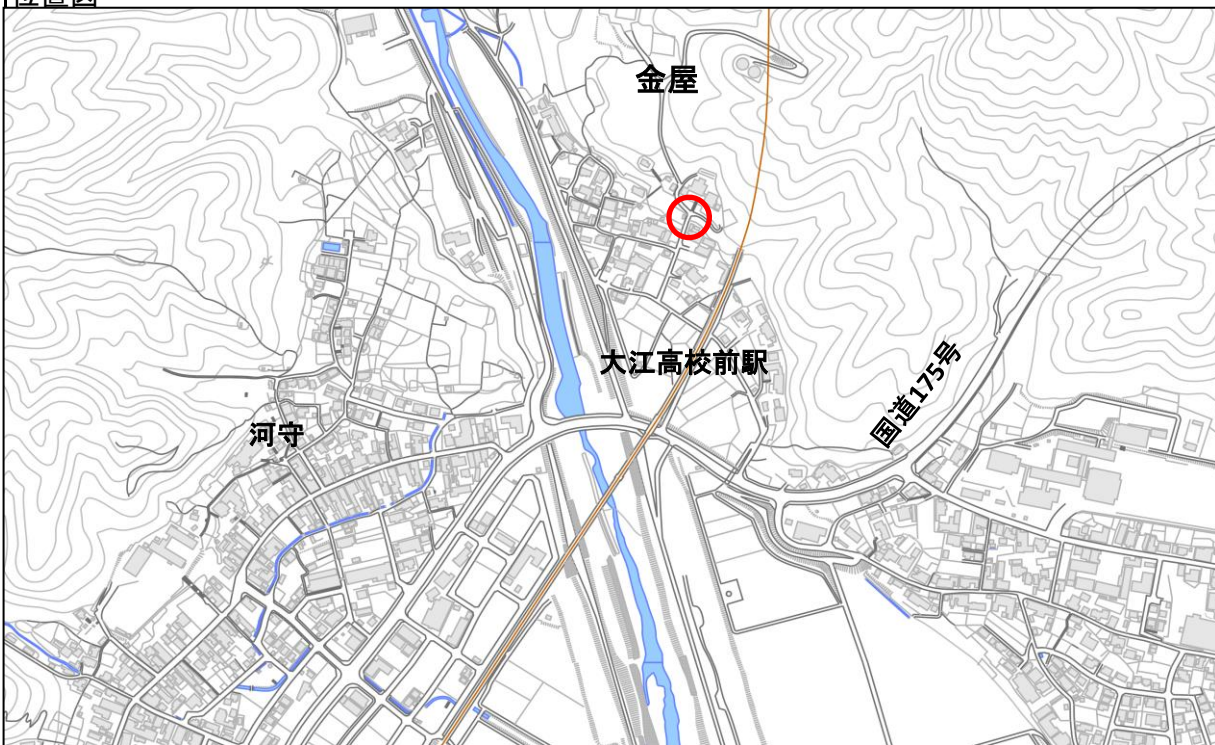 位置図
金屋
大江高校前駅
国道175号
河守